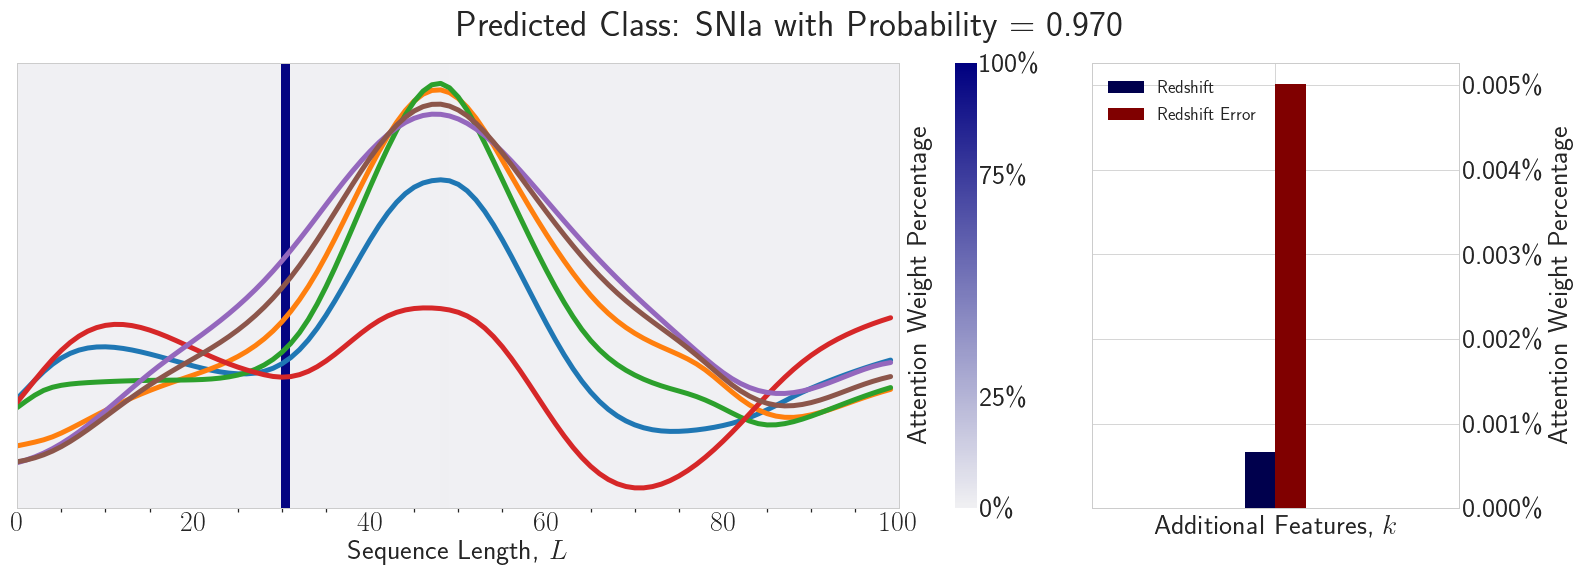 Predicted Class: SNIa with Probability = 0.970
0 20 40 60 80 100
Sequence Length, L
100%
75%
25%
0%
Attention Weight Percentage
Redshift
Redshift Error
0.005%
0.004%
0.003%
0.002%
0.001%
0.000%
Attention Weight Percentage
Additional Features, k